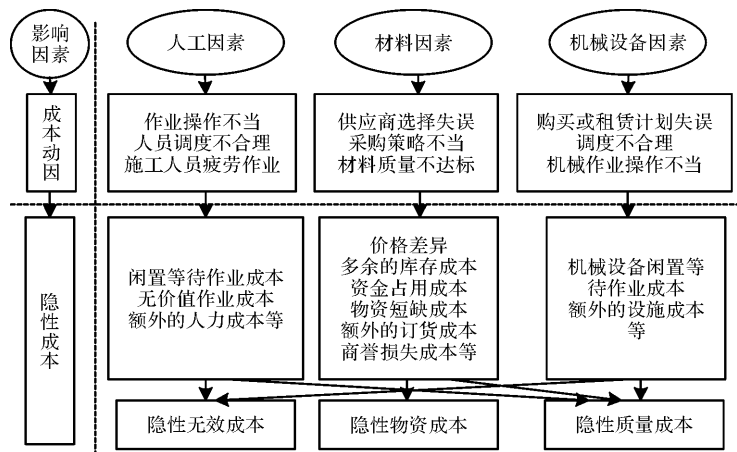 影响
因素
人工因素
材料因素
机械设备因素
成本动因
作业操作不当
人员调度不合理
施工人员疲劳作业
供应商选择失误
采购策略不当
材料质量不达标
购买或租赁计划失误
调度不合理
机械作业操作不当
隐性成本
闲置等待作业成本
无价值作业成本
额外的人力成本等
价格差异
多余的库存成本
资金占用成本
物资短缺成本
额外的订货成本
商誉损失成本等
机械设备闲置等
待作业成本
额外的设施成本
等
隐性无效成本
隐性物资成本
隐性质量成本